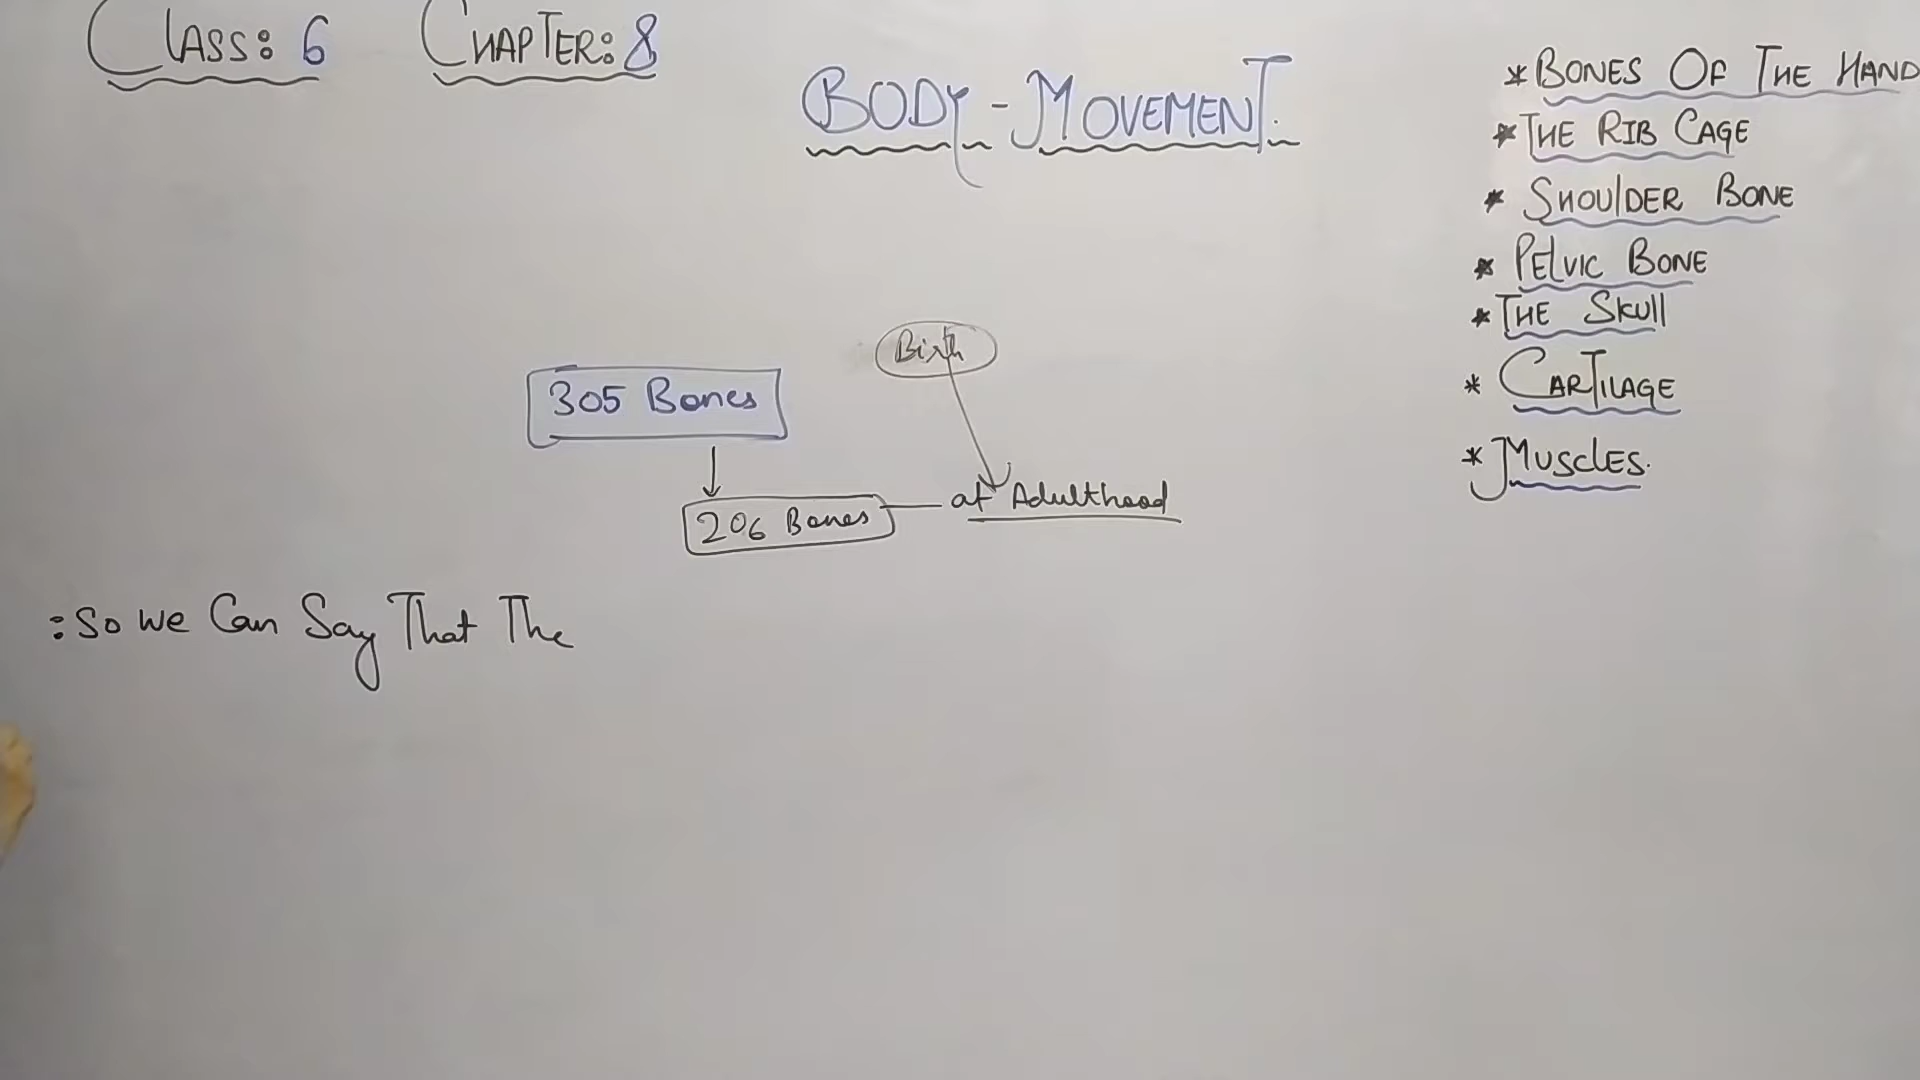 CLASS: 6 CHAPTER: 8
BODY-MOVEMENT.
*BONES OF THE HAND
*THE RIB CAGE
* SHOULDER BONE
* PELVIC BONE
*THE SKULL
* CARTILAGE
*MUSCLES.
Birth
305 Bones
206 Bones — at Adulthood
:So We Can Say That The